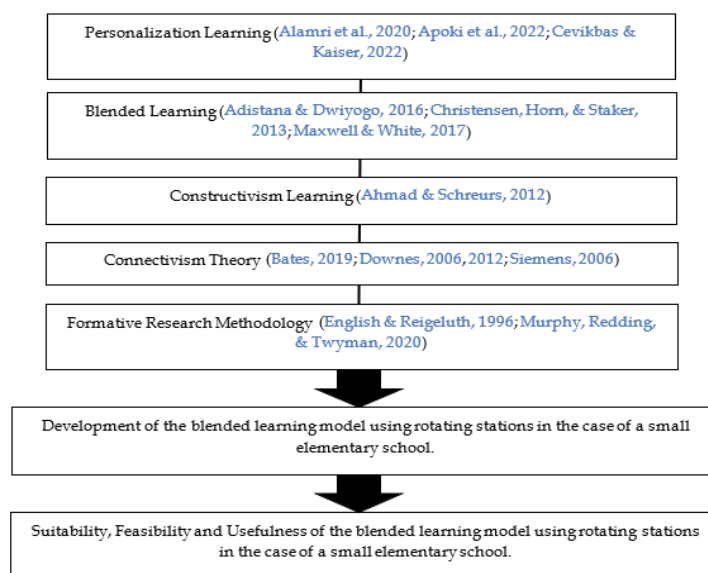 Personalization Learning (Alamri et al., 2020; Apoki et al., 2022; Cevikbas &
Kaiser, 2022)
Blended Learning (Adistana & Dwiyogo, 2016; Christensen, Horn, & Staker,
2013; Maxwell & White, 2017)
Constructivism Learning (Ahmad & Schreurs, 2012)
Connectivism Theory (Bates, 2019; Downes, 2006, 2012; Siemens, 2006)
Formative Research Methodology (English & Reigeluth, 1996; Murphy, Redding,
& Twyman, 2020)
Development of the blended learning model using rotating stations in the case of a small
elementary school.
Suitability, Feasibility and Usefulness of the blended learning model using rotating stations
in the case of a small elementary school.